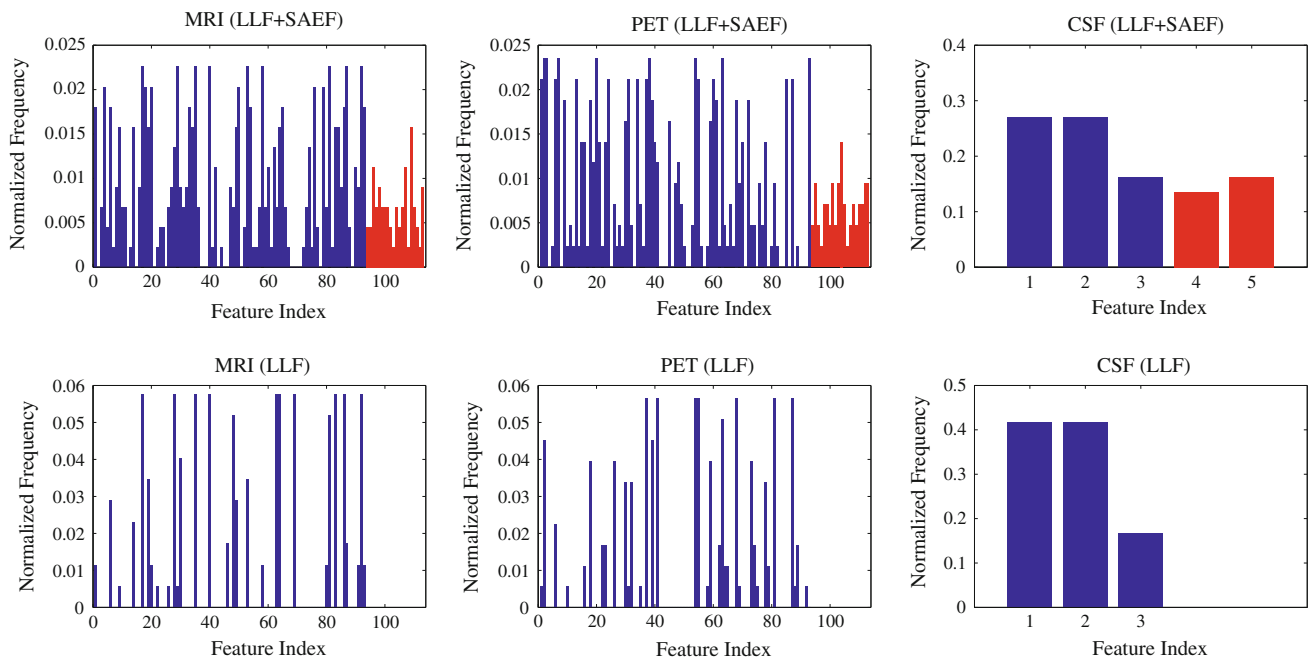 MRI (LLF+SAEF)
Normalized Frequency
0.025
0.02
0.015
0.01
0.005
0
0 20 40 60 80 100
Feature Index
PET (LLF+SAEF)
Normalized Frequency
0.025
0.02
0.015
0.01
0.005
0
0 20 40 60 80 100
Feature Index
CSF (LLF+SAEF)
Normalized Frequency
0.4
0.3
0.2
0.1
0
1 2 3 4 5
Feature Index
MRI (LLF)
Normalized Frequency
0.06
0.05
0.04
0.03
0.02
0.01
0
0 20 40 60 80 100
Feature Index
PET (LLF)
Normalized Frequency
0.06
0.05
0.04
0.03
0.02
0.01
0
0 20 40 60 80 100
Feature Index
CSF (LLF)
Normalized Frequency
0.5
0.4
0.3
0.2
0.1
0
1 2 3
Feature Index